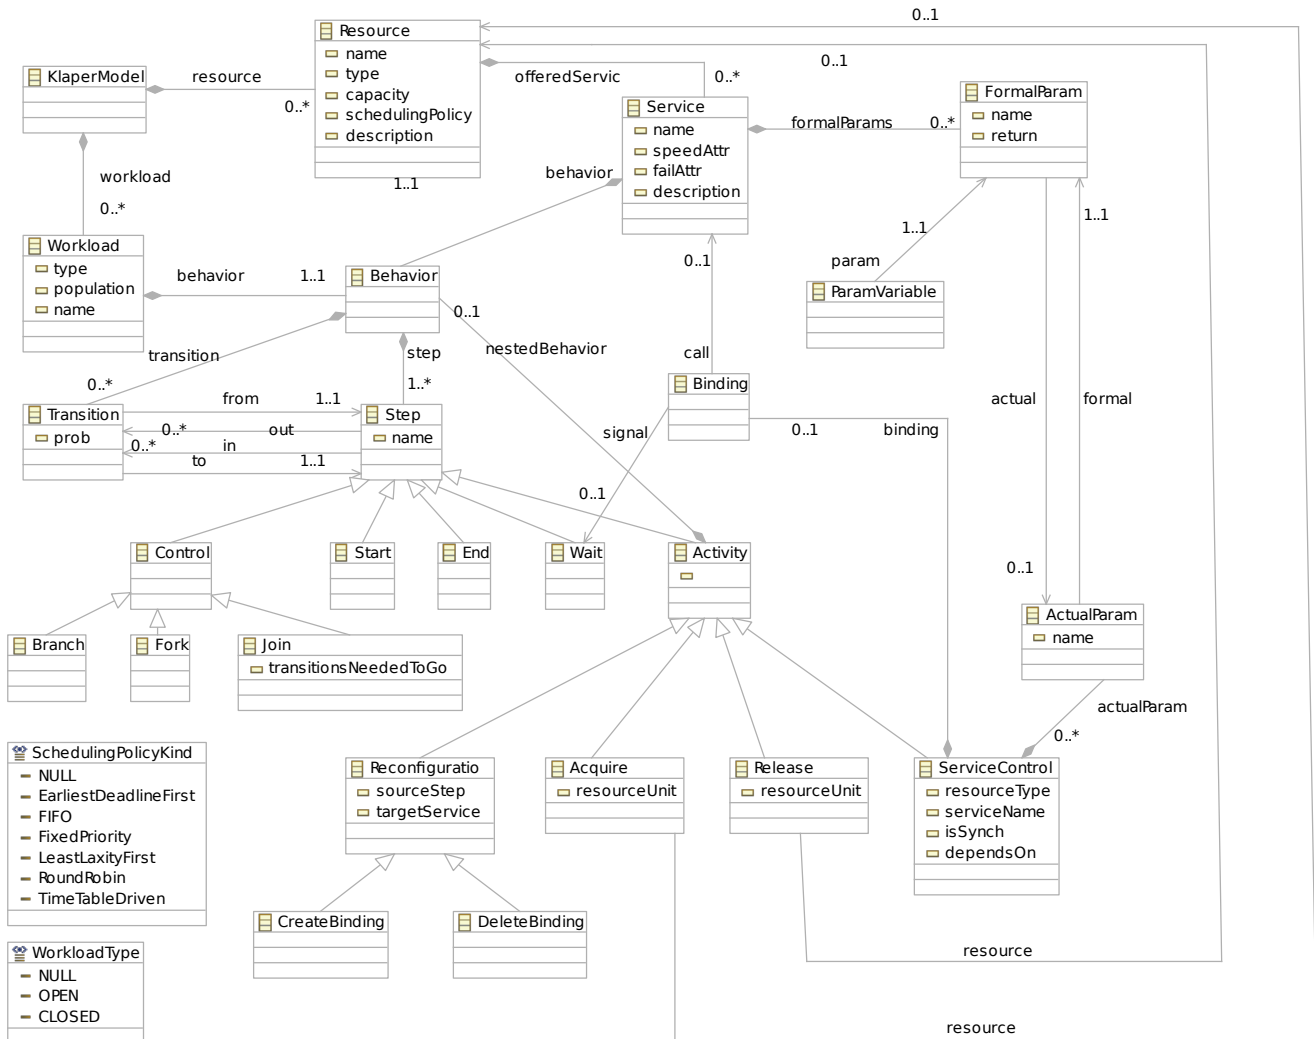 0..1
Resource
name
type
capacity
schedulingPolicy
description
KlaperModel
resource
0..*
offeredServic
0..*
0..1
Service
name
speedAttr
failAttr
description
formalParams
0..*
FormalParam
name
return
workload
0..*
1..1
behavior
Workload
type
population
name
behavior
1..1
Behavior
0..1
0..1
1..1
1..1
param
ParamVariable
transition
0..*
step
1..*
nestedBehavior
call
Binding
actual
formal
Transition
prob
from
1..1
0..*
out
0..*
in
to
1..1
Step
name
signal
0..1
binding
0..1
Control
Start
End
Wait
Activity
0..1
ActualParam
name
Branch
Fork
Join
transitionsNeededToGo
actualParam
0..*
SchedulingPolicyKind
NULL
EarliestDeadlineFirst
FIFO
FixedPriority
LeastLaxityFirst
RoundRobin
TimeTableDriven
Reconfiguratio
sourceStep
targetService
Acquire
resourceUnit
Release
resourceUnit
ServiceControl
resourceType
serviceName
isSynch
dependsOn
CreateBinding
DeleteBinding
WorkloadType
NULL
OPEN
CLOSED
resource
resource